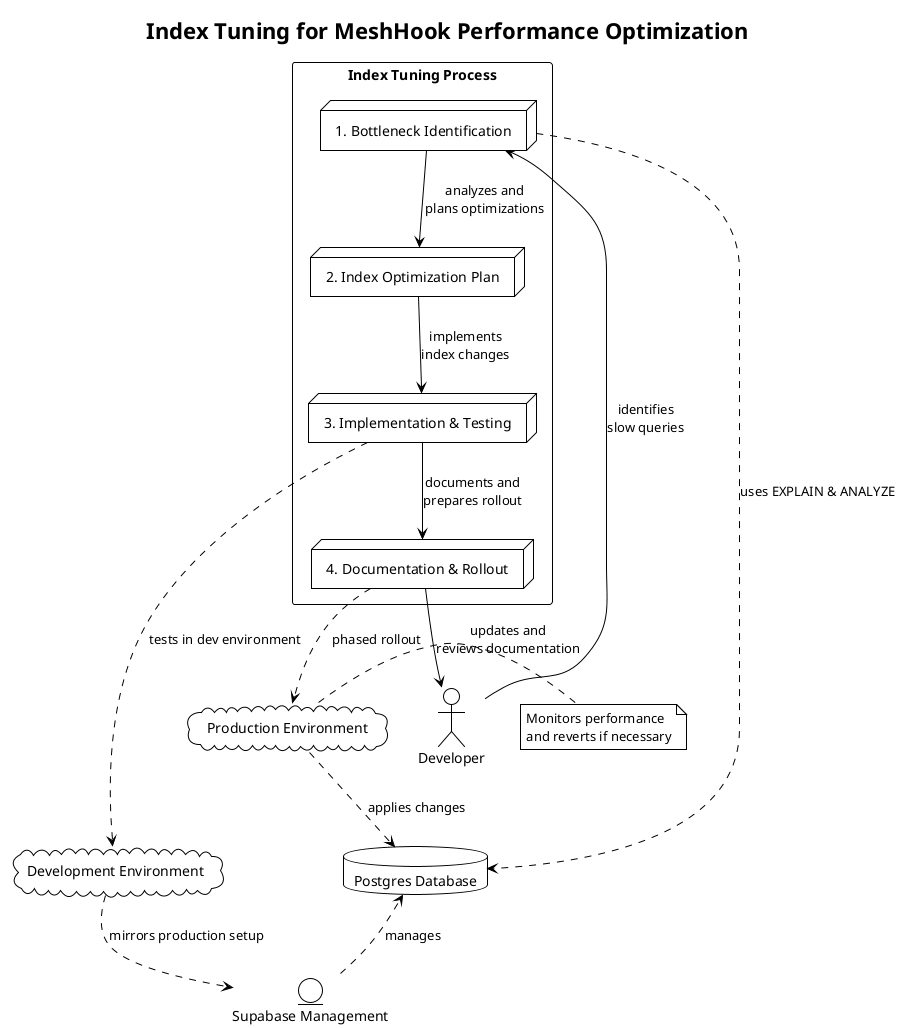 Index Tuning for MeshHook Performance Optimization
Index Tuning Process
1. Bottleneck Identification
analyzes and
plans optimizations
2. Index Optimization Plan
implements
index changes
3. Implementation & Testing
identifies
slow queries
documents and
prepares rollout
uses EXPLAIN & ANALYZE
4. Documentation & Rollout
tests in dev environment
phased rollout
updates and
reviews documentation
Production Environment
Developer
Monitors performance
and reverts if necessary
applies changes
Development Environment
Postgres Database
mirrors production setup
manages
Supabase Management